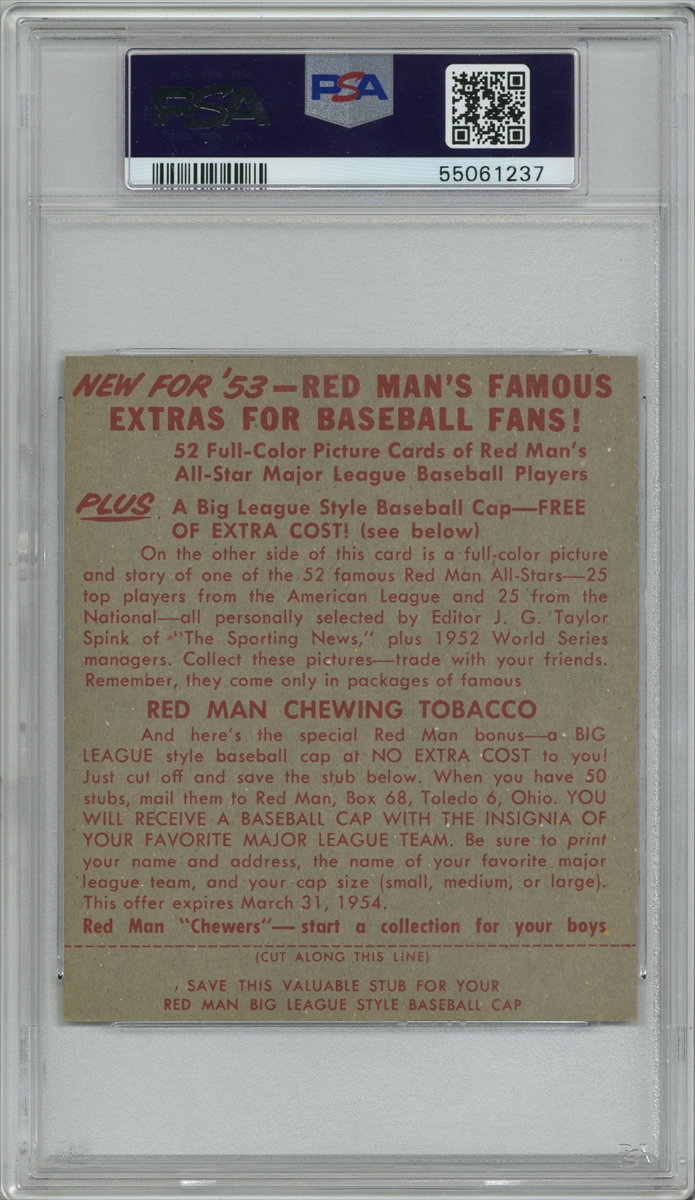 PSA PSA
55061237
NEW FOR '53—RED MAN'S FAMOUS
EXTRAS FOR BASEBALL FANS!
52 Full-Color Picture Cards of Red Man's
All-Star Major League Baseball Players
PLUS A Big League Style Baseball Cap—FREE
OF EXTRA COST! (see below)
On the other side of this card is a full-color picture
and story of one of the 52 famous Red Man All-Stars—25
top players from the American League and 25 from the
National—all personally selected by Editor J. G. Taylor
Spink of "The Sporting News," plus 1952 World Series
managers. Collect these pictures—trade with your friends.
Remember, they come only in packages of famous
RED MAN CHEWING TOBACCO
And here's the special Red Man bonus—a BIG
LEAGUE style baseball cap at NO EXTRA COST to you!
Just cut off and save the stub below. When you have 50
stubs, mail them to Red Man, Box 68, Toledo 6, Ohio. YOU
WILL RECEIVE A BASEBALL CAP WITH THE INSIGNIA OF
YOUR FAVORITE MAJOR LEAGUE TEAM. Be sure to print
your name and address, the name of your favorite major
league team, and your cap size (small, medium, or large).
This offer expires March 31, 1954.
Red Man "Chewers"—start a collection for your boys
(CUT ALONG THIS LINE)
SAVE THIS VALUABLE STUB FOR YOUR
RED MAN BIG LEAGUE STYLE BASEBALL CAP
PSA